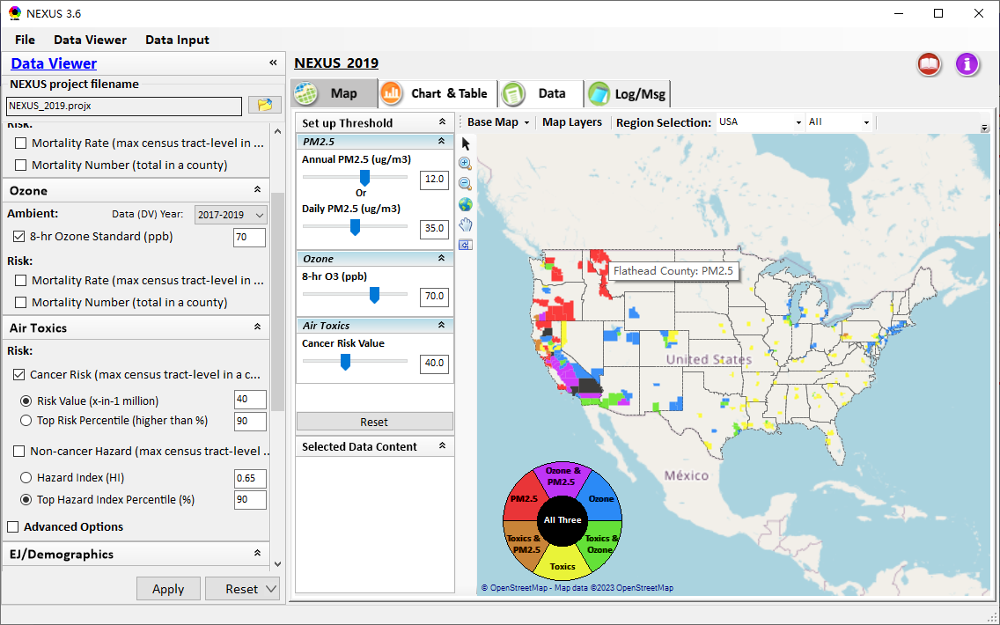 NEXUS 3.6
File Data Viewer Data Input
Data Viewer «
NEXUS project filename
NEXUS_2019.projx
Risk:
Mortality Rate (max census tract-level in ...
Mortality Number (total in a county)
Ozone
Ambient: Data (DV) Year: 2017-2019
8-hr Ozone Standard (ppb) 70
Risk:
Mortality Rate (max census tract-level in ...
Mortality Number (total in a county)
Air Toxics
Risk:
Cancer Risk (max census tract-level in a c...
Risk Value (x-in-1 million) 40
Top Risk Percentile (higher than %) 90
Non-cancer Hazard (max census tract-level ..
Hazard Index (HI) 0.65
Top Hazard Index Percentile (%) 90
Advanced Options
EJ/Demographics
Apply Reset
NEXUS_2019
Map Chart & Table Data Log/Msg
Set up Threshold
PM2.5
Annual PM2.5 (ug/m3)
12.0
Or
Daily PM2.5 (ug/m3)
35.0
Ozone
8-hr O3 (ppb)
70.0
Air Toxics
Cancer Risk Value
40.0
Reset
Selected Data Content
Base Map Map Layers Region Selection: USA All
Flathead County: PM2.5
United States
México
Ozone &
PM2.5
PM2.5
Ozone
All Three
Toxics &
PM2.5
Toxics &
Ozone
Toxics
© OpenStreetMap - Map data ©2023 OpenStreetMap